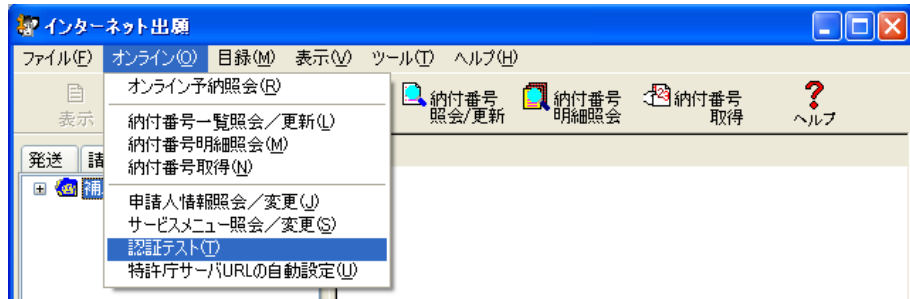 インターネット出願
ファイル(F) オンライン(O) 目録(M) 表示(V) ツール(T) ヘルプ(H)
オンライン予納照会(R)
納付番号一覧照会／更新(L)
納付番号明細照会(M)
納付番号取得(N)
申請人情報照会／変更(J)
サービスメニュー照会／変更(S)
認証テスト(T)
特許庁サーバURLの自動設定(U)
表示
納付番号
照会/更新
納付番号
明細照会
納付番号
取得
ヘルプ
発送